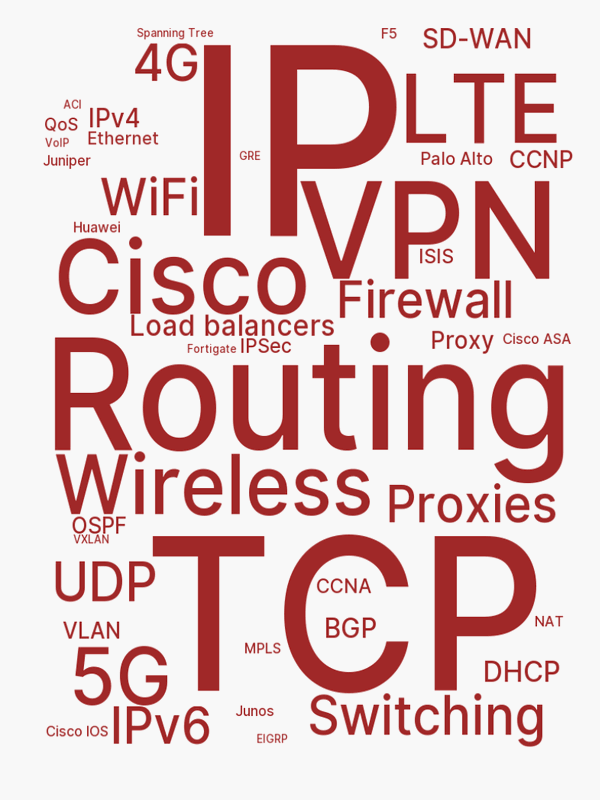 Spanning Tree
F5
SD-WAN
4G
IP
LTE
ACI
QoS
IPv4
VoIP
Ethernet
Juniper
GRE
Palo Alto
CCNP
WiFi
VPN
Huawei
Cisco
ISIS
Firewall
Load balancers
Fortigate
IPSec
Proxy
Cisco ASA
Routing
Wireless
Proxies
OSPF
VXLAN
TCP
UDP
CCNA
BGP
NAT
VLAN
MPLS
5G
DHCP
Cisco IOS
IPv6
Junos
EIGRP
Switching